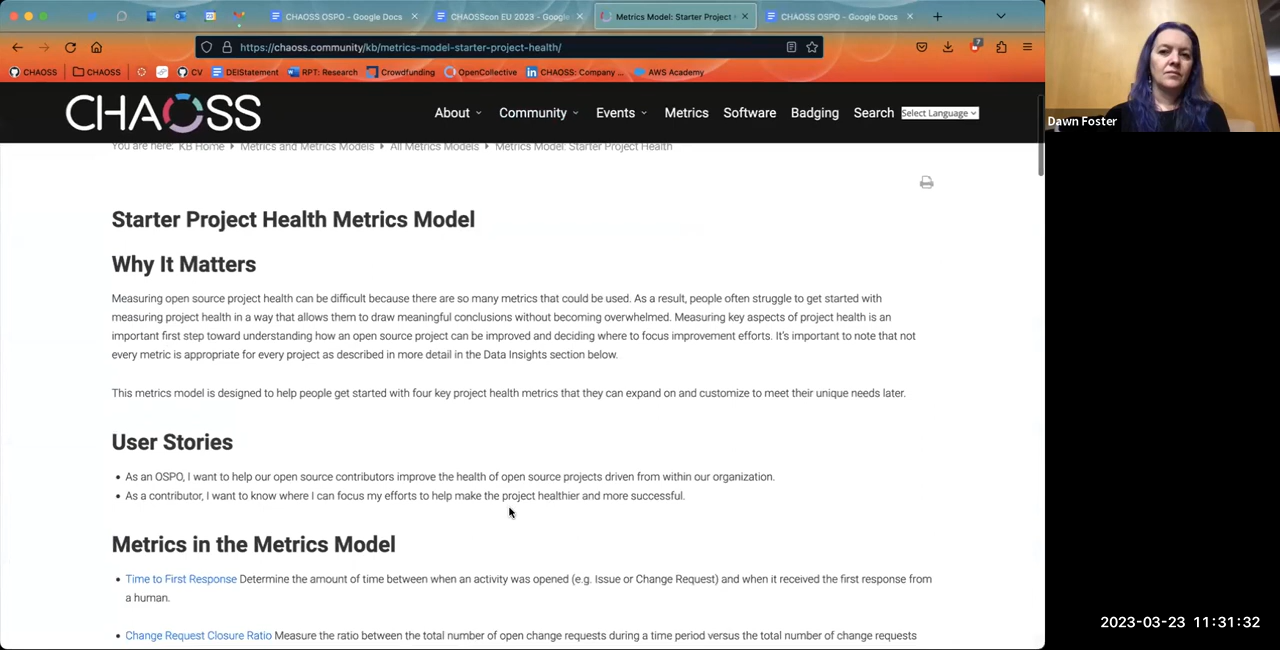 CHAOSS OSPO - Google Docs
CHAOSScon EU 2023 - Google
Metrics Model: Starter Project
CHAOSS OSPO - Google Docs
https://chaoss.community/kb/metrics-model-starter-project-health/
7
CHAOSS
CHAOSS
CV
DEIStatement
RPT: Research
Crowdfunding
OpenCollective
CHAOSS: Company ...
AWS Academy
CHAOSS
About
Community
Events
Metrics
Software
Badging
Search
Select Language
You are here: KB Home Metrics and Metrics Models All Metrics Models Metrics Model: Starter Project Health
Starter Project Health Metrics Model
Why It Matters
Measuring open source project health can be difficult because there are so many metrics that could be used. As a result, people often struggle to get started with
measuring project health in a way that allows them to draw meaningful conclusions without becoming overwhelmed. Measuring key aspects of project health is an
important first step toward understanding how an open source project can be improved and deciding where to focus improvement efforts. It's important to note that not
every metric is appropriate for every project as described in more detail in the Data Insights section below.
This metrics model is designed to help people get started with four key project health metrics that they can expand on and customize to meet their unique needs later.
User Stories
• As an OSPO, I want to help our open source contributors improve the health of open source projects driven from within our organization.
• As a contributor, I want to know where I can focus my efforts to help make the project healthier and more successful.
Metrics in the Metrics Model
• Time to First Response Determine the amount of time between when an activity was opened (e.g. Issue or Change Request) and when it received the first response from
a human.
• Change Request Closure Ratio Measure the ratio between the total number of open change requests during a time period versus the total number of change requests
Dawn Foster
2023-03-23 11:31:32